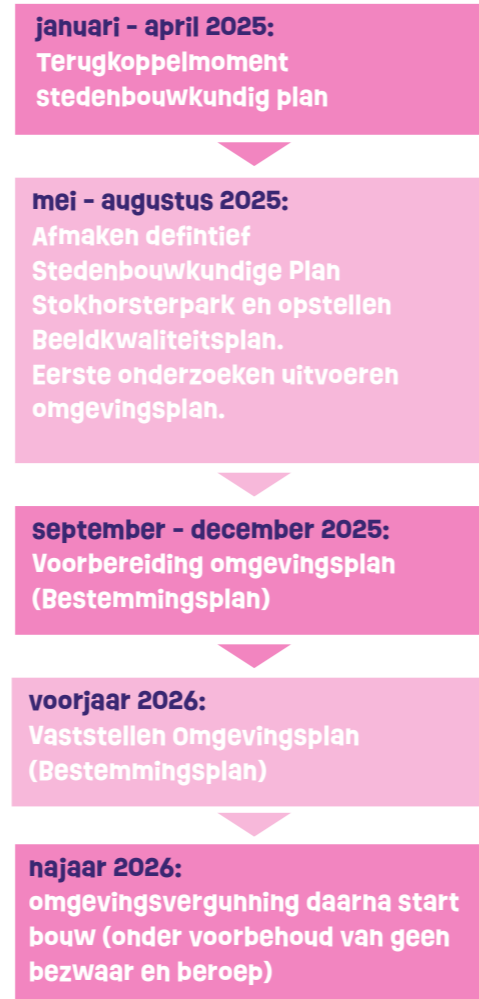 januari - april 2025:
Terugkoppelmoment
stedenbouwkundig plan
mei - augustus 2025:
Afmaken defintief
Stedenbouwkundige Plan
Stokhorsterpark en opstellen
Beeldkwaliteitsplan.
Eerste onderzoeken uitvoeren
omgevingsplan.
september - december 2025:
Voorbereiding omgevingsplan
(Bestemmingsplan)
voorjaar 2026:
Vaststellen Omgevingsplan
(Bestemmingsplan)
najaar 2026:
omgevingsvergunning daarna start
bouw (onder voorbehoud van geen
bezwaar en beroep)